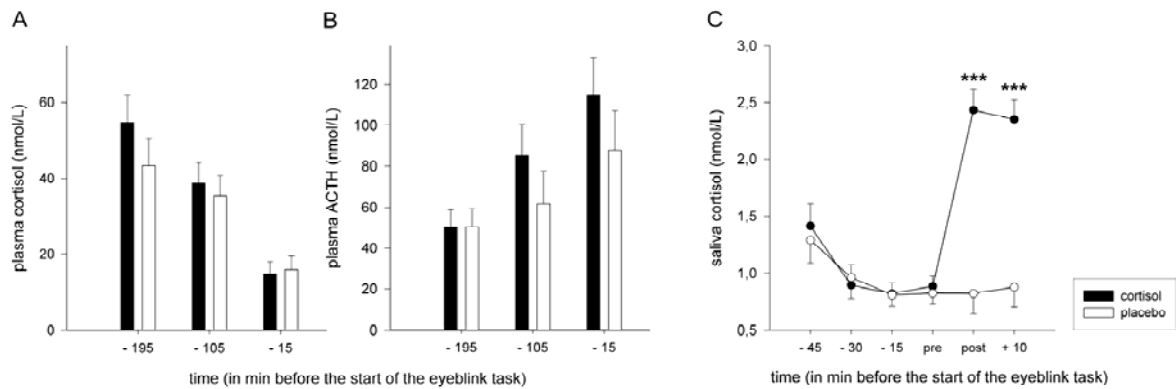 A
plasma cortisol (nmol/L)
60
40
20
0
- 195
- 105
- 15
B
plasma ACTH (nmol/L)
120
100
80
60
40
20
0
- 195
- 105
- 15
time (in min before the start of the eyeblink task)
C
saliva cortisol (nmol/L)
3,0
2,5
2,0
1,5
1,0
0,5
***
***
- 45
- 30
- 15
pre
post
+ 10
time (in min before the start of the eyeblink task)
cortisol
placebo